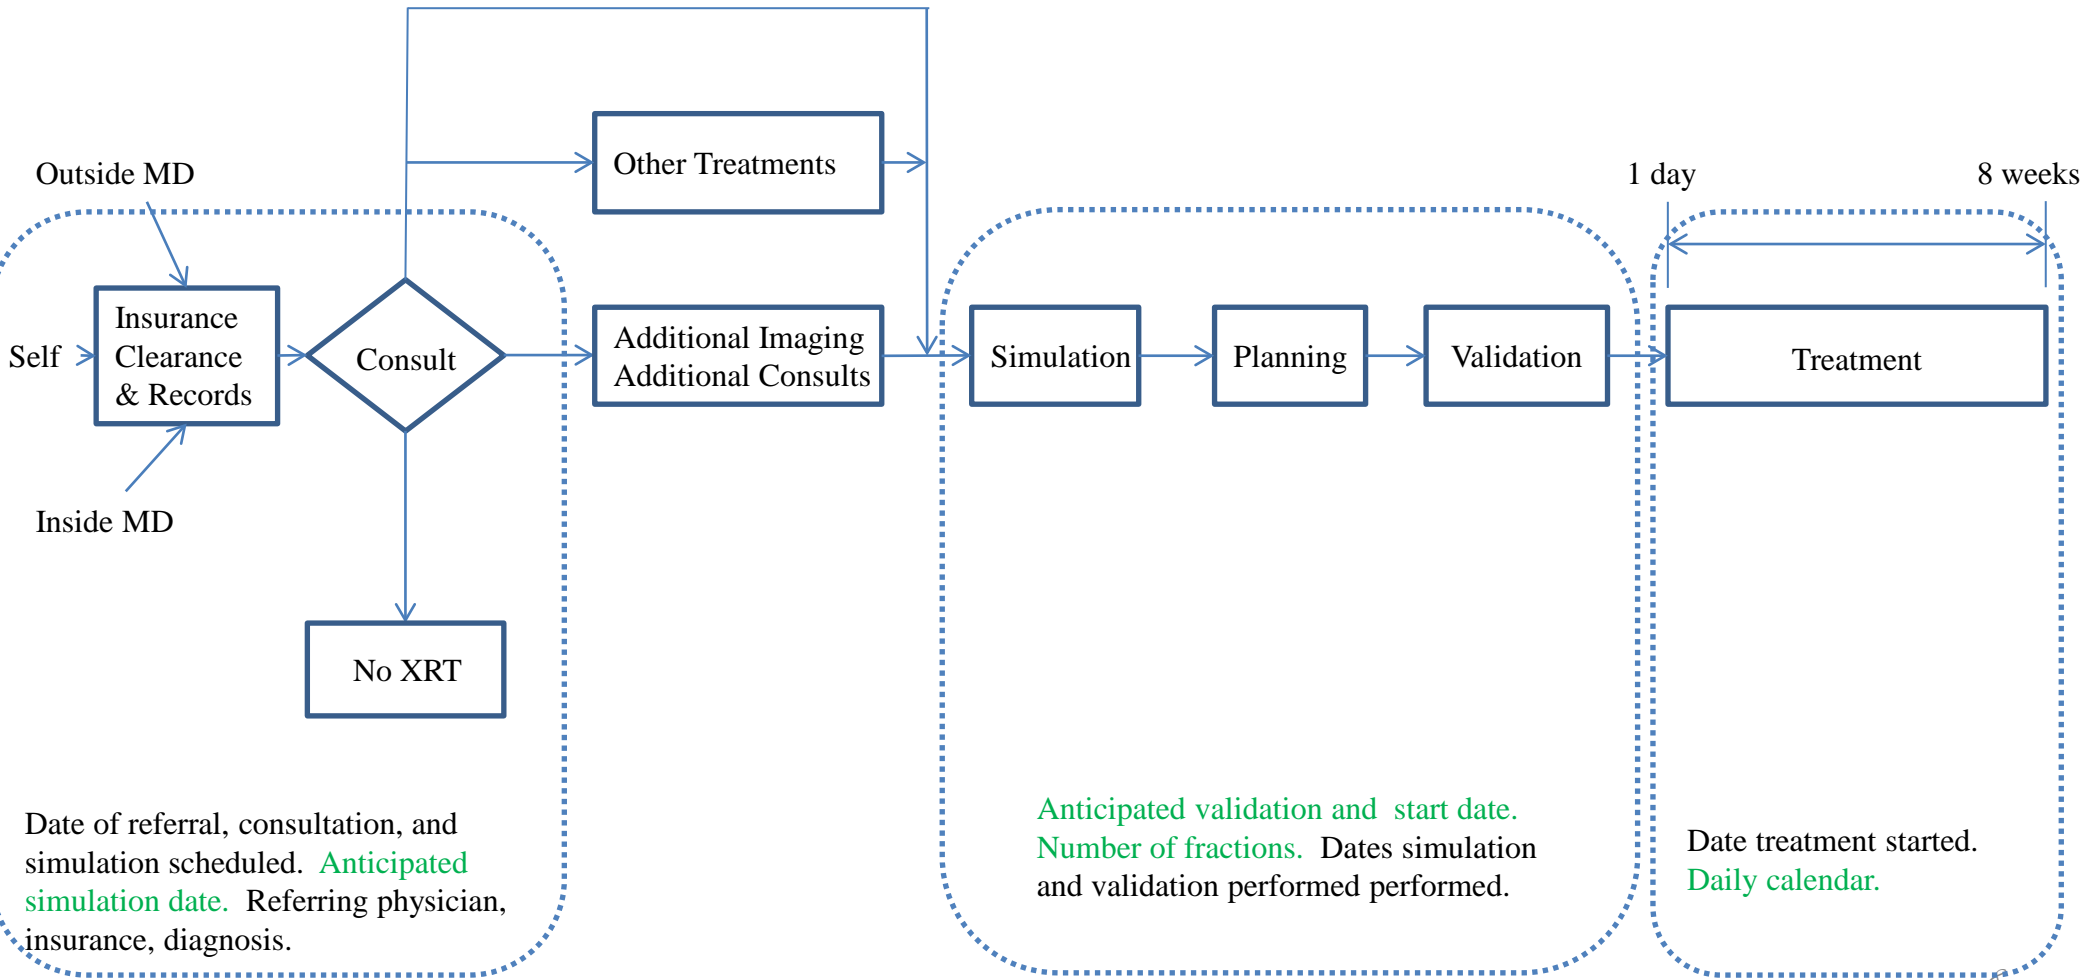 Outside MD
Self
Insurance
Clearance
& Records
Inside MD
Consult
No XRT
Other Treatments
Additional Imaging
Additional Consults
Simulation
Planning
Validation
1 day
8 weeks
Treatment
Date of referral, consultation, and
simulation scheduled.  Anticipated
simulation date.  Referring physician,
insurance, diagnosis.
Anticipated validation and  start date.
Number of fractions.  Dates simulation
and validation performed performed.
Date treatment started.
Daily calendar.